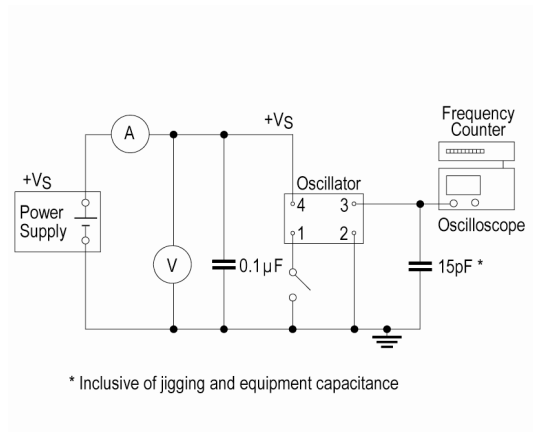 Frequency
Counter
A
+VS
Oscillator
+VS
Power
Supply
4 3
1 2
Oscilloscope
V
0.1µF
15pF *
* Inclusive of jigging and equipment capacitance